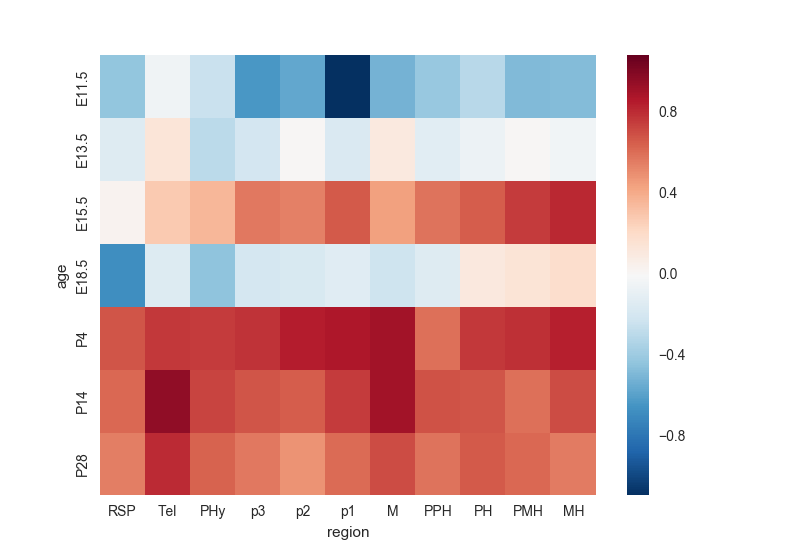 E11.5
E13.5
E15.5
E18.5
P4
P14
P28
age
RSP Tel PHy p3 p2 p1 M PPH PH PMH MH
region
0.8
0.4
0.0
−0.4
−0.8